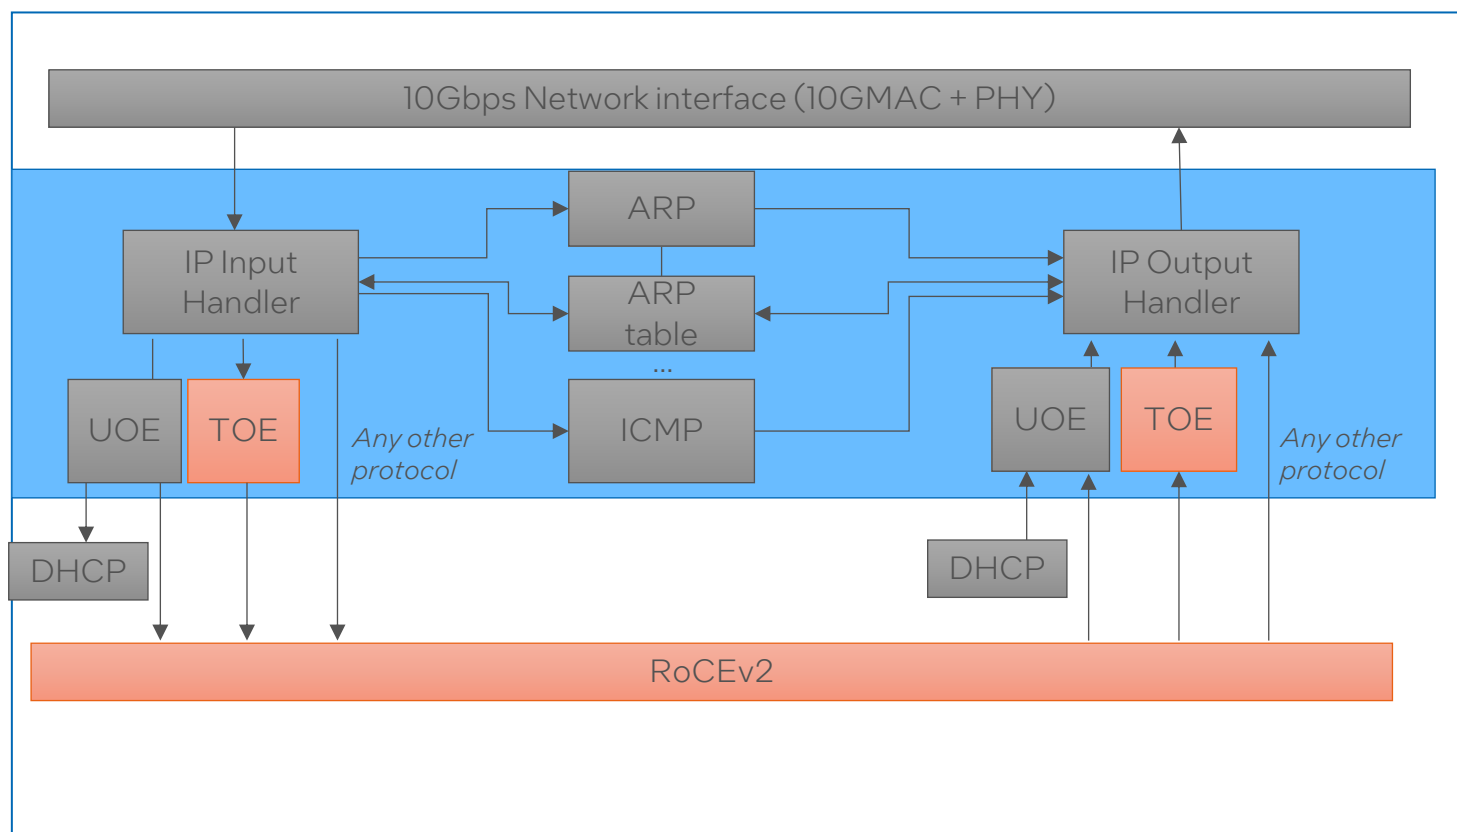 10Gbps Network interface (10GMAC + PHY)
ARP
IP Input
Handler
IP Output
Handler
ARP
table
...
UOE
TOE
Any other
protocol
ICMP
UOE
TOE
Any other
protocol
DHCP
DHCP
RoCEv2